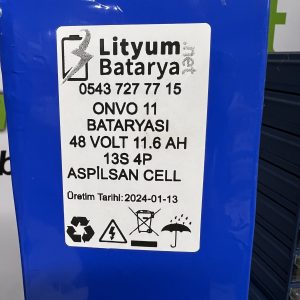 Lityum
Batarya
.net
0543 727 77 15
ONVO 11
BATARYASI
48 VOLT 11.6 AH
13S 4P
ASPİLSAN CELL
Üretim Tarihi: 2024-01-13